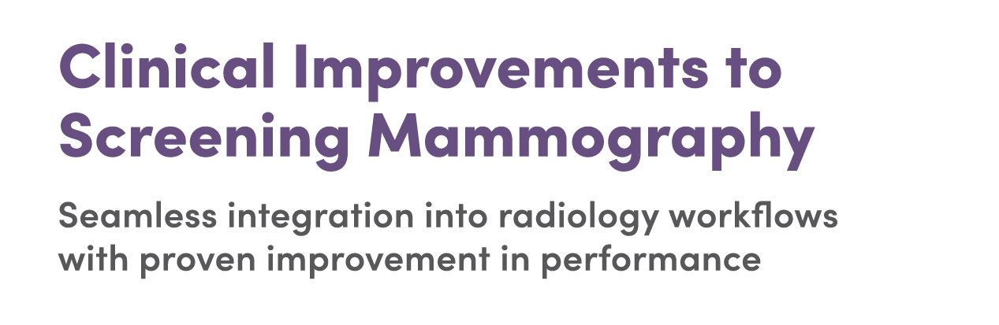 Clinical Improvements to
Screening Mammography
Seamless integration into radiology workflows
with proven improvement in performance